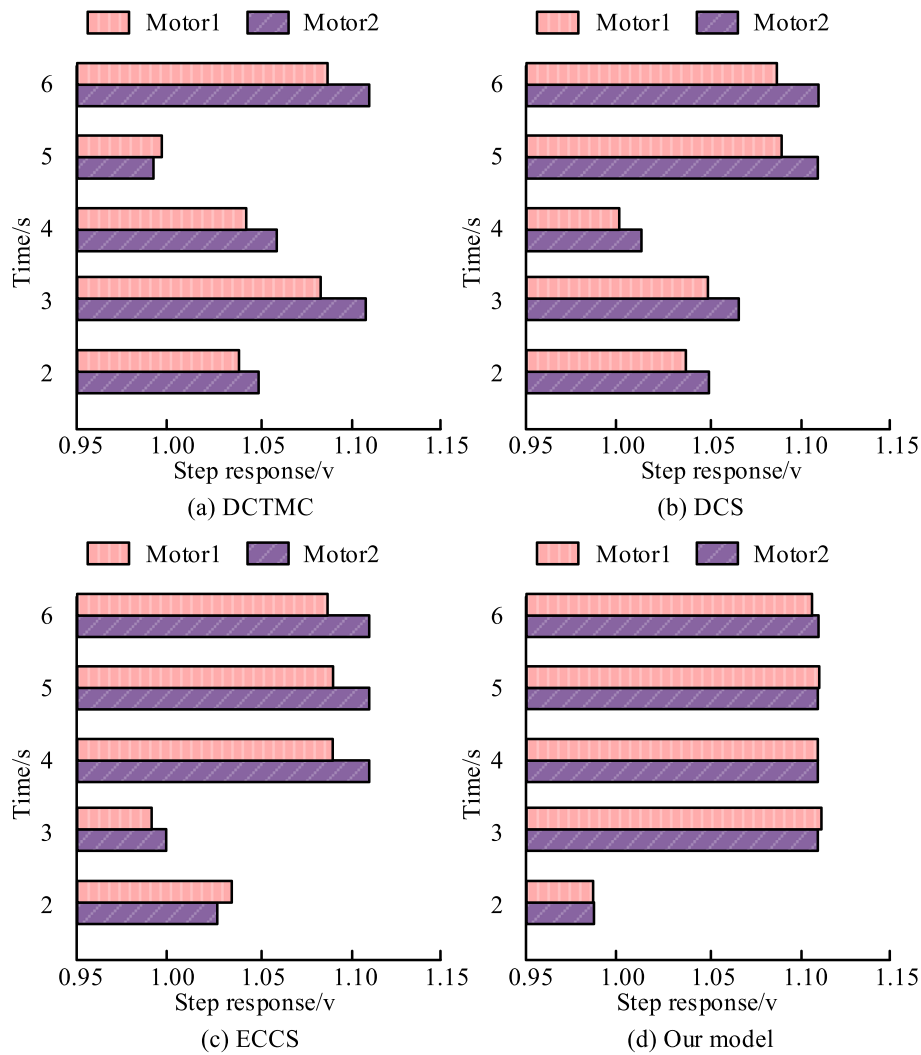 Motor1 Motor2
6
5
4
3
2
Time/s
0.95 1.00 1.05 1.10 1.15
Step response/v
(a) DCTMC
Motor1 Motor2
6
5
4
3
2
Time/s
0.95 1.00 1.05 1.10 1.15
Step response/v
(b) DCS
Motor1 Motor2
6
5
4
3
2
Time/s
0.95 1.00 1.05 1.10 1.15
Step response/v
(c) ECCS
Motor1 Motor2
6
5
4
3
2
Time/s
0.95 1.00 1.05 1.10 1.15
Step response/v
(d) Our model